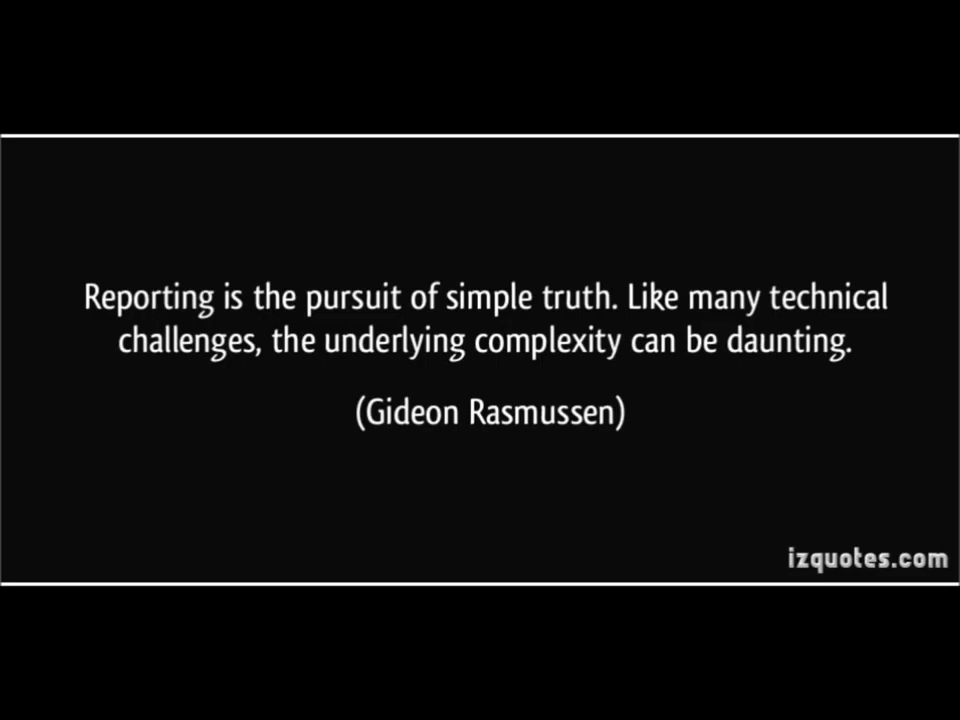 Reporting is the pursuit of simple truth. Like many technical
challenges, the underlying complexity can be daunting.
(Gideon Rasmussen)
izquotes.com